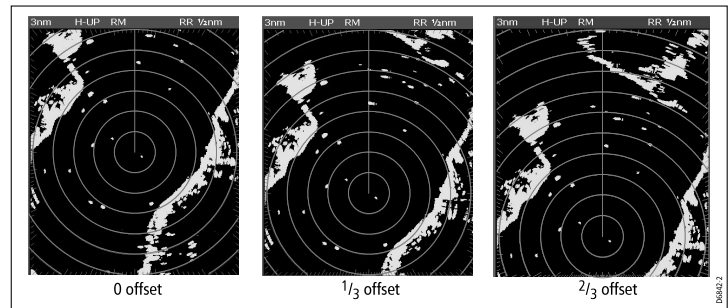 3nm H-UP RM RR ½nm
3nm H-UP RM RR ½nm
3nm H-UP RM RR ½nm
0 offset
1/3 offset
2/3 offset
D6842-2